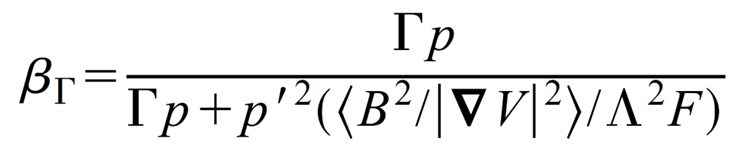 β_Γ = Γp / Γp + p′²(⟨B²/|∇V|²⟩/Λ²F)